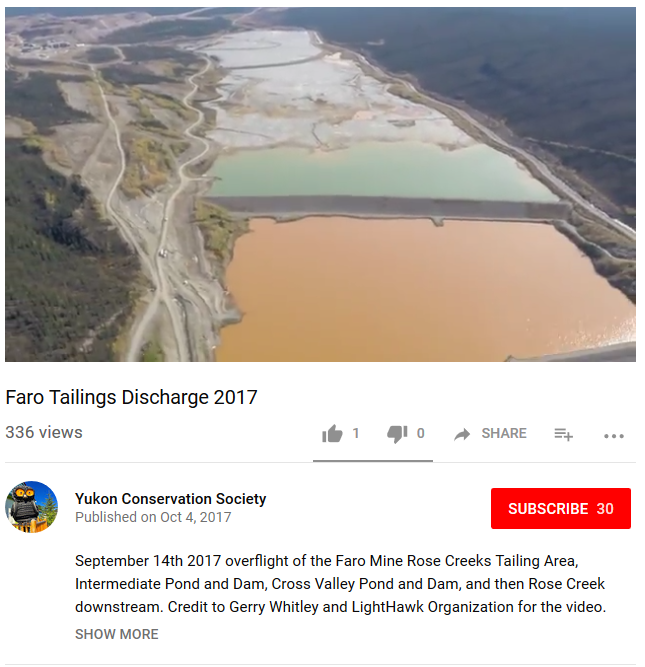 Faro Tailings Discharge 2017
336 views
1
0
SHARE
Yukon Conservation Society
Published on Oct 4, 2017
SUBSCRIBE 30
September 14th 2017 overflight of the Faro Mine Rose Creeks Tailing Area,
Intermediate Pond and Dam, Cross Valley Pond and Dam, and then Rose Creek
downstream. Credit to Gerry Whitley and LightHawk Organization for the video.
SHOW MORE